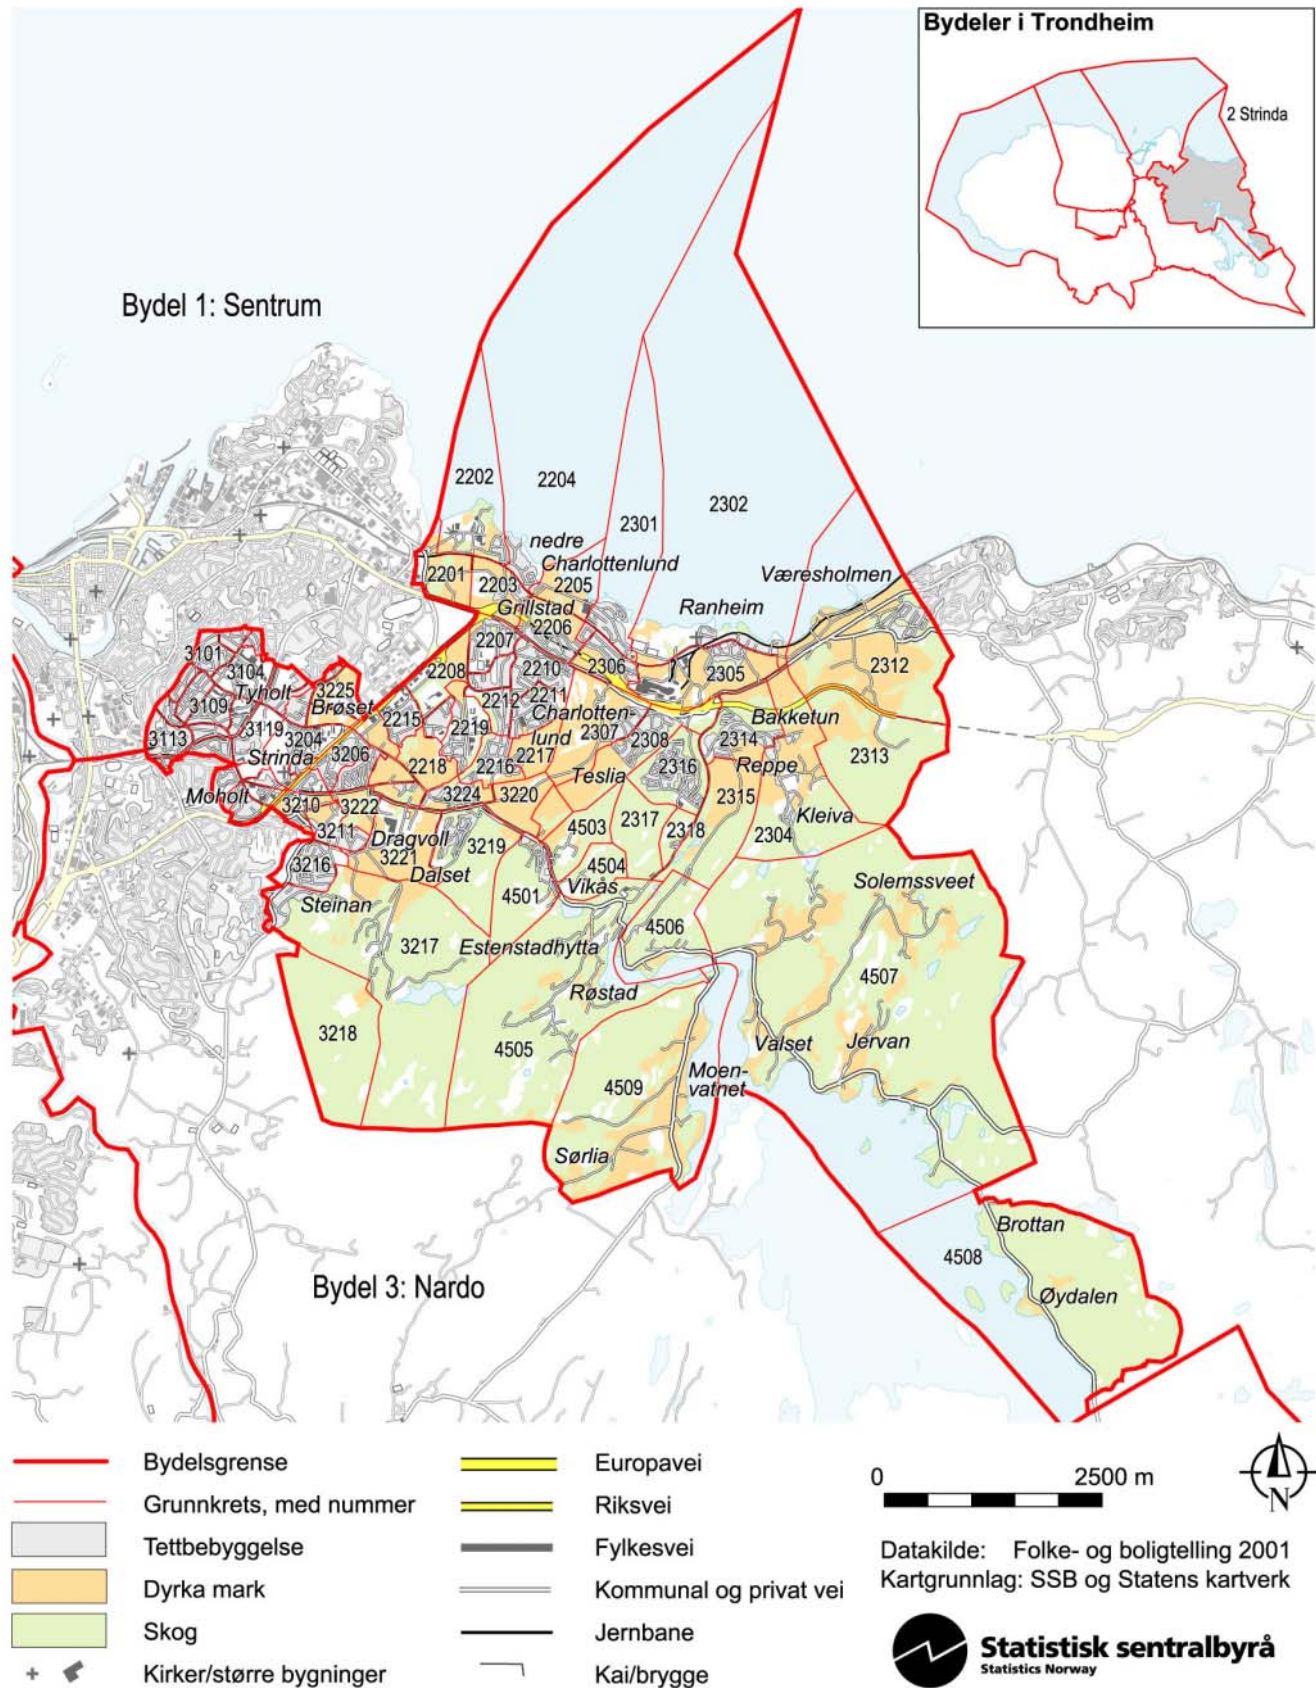 Bydeler i Trondheim
2 Strinda
Bydel 1: Sentrum
2202
2204
2301
2302
nedre
Charlottenlund
Væresholmen
2201
2203
2205
Grillstad
2206
Ranheim
3101
3104
Tyholt
3109
3113
3119
3225
Brøset
3204
Strinda
3206
2208
2207
2210
2306
2305
2312
2212
2211
2215
2219
Charlotten-
lund
2307
2308
Bakketun
2314
2313
2218
2216
2217
Teslia
2316
Reppe
Moholt
3210
3222
3224
3220
2315
Kleiva
3211
Dragvoll
3219
4503
2317
2318
2304
3216
3221
Dalset
4504
Vikås
Solemssveet
Steinan
4501
3217
Estenstadhytta
4506
4507
Røstad
3218
4505
Valset
Jervan
4509
Moen-
vatnet
Sørlia
Brottan
4508
Øydalen
Bydel 3: Nardo
Bydelsgrense
Grunnkrets, med nummer
Tettbebyggelse
Dyrka mark
Skog
Kirker/større bygninger
Europavei
Riksvei
Fylkesvei
Kommunal og privat vei
Jernbane
Kai/brygge
0 2500 m
N
Datakilde: Folke- og boligtelling 2001
Kartgrunnlag: SSB og Statens kartverk
Statistisk sentralbyrå
Statistics Norway